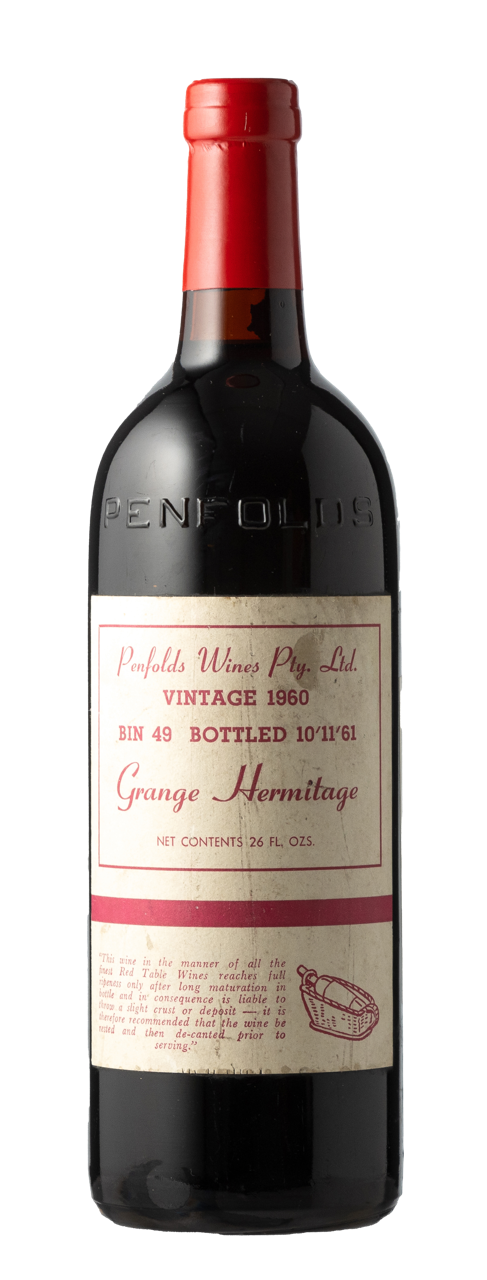 PENFOLDS
Penfolds Wines Pty. Ltd.
VINTAGE 1960
BIN 49 BOTTLED 10'11'61
Grange Hermitage
NET CONTENTS 26 FL. OZS.
"This wine in the manner of all the
finest Red Table Wines reaches full
ripeness only after long maturation in
bottle and in consequence is liable to
throw a slight crust or deposit — it is
therefore recommended that the wine be
rested and then de-canted prior to
serving."